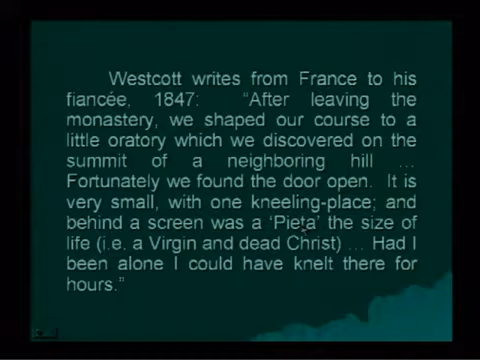 Westcott writes from France to his
fiancée, 1847: “After leaving the
monastery, we shaped our course to a
little oratory which we discovered on the
summit of a neighboring hill ...
Fortunately we found the door open. It is
very small, with one kneeling-place; and
behind a screen was a ‘Pieta’ the size of
life (i.e. a Virgin and dead Christ) ... Had I
been alone I could have knelt there for
hours.”